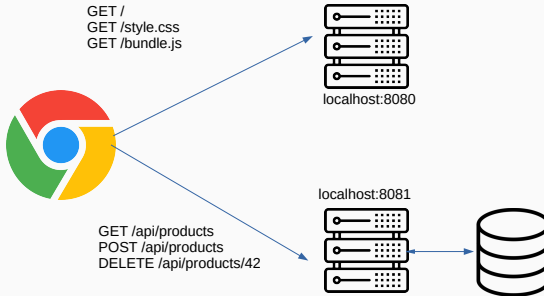 GET /
GET /style.css
GET /bundle.js
localhost:8080
localhost:8081
GET /api/products
POST /api/products
DELETE /api/products/42